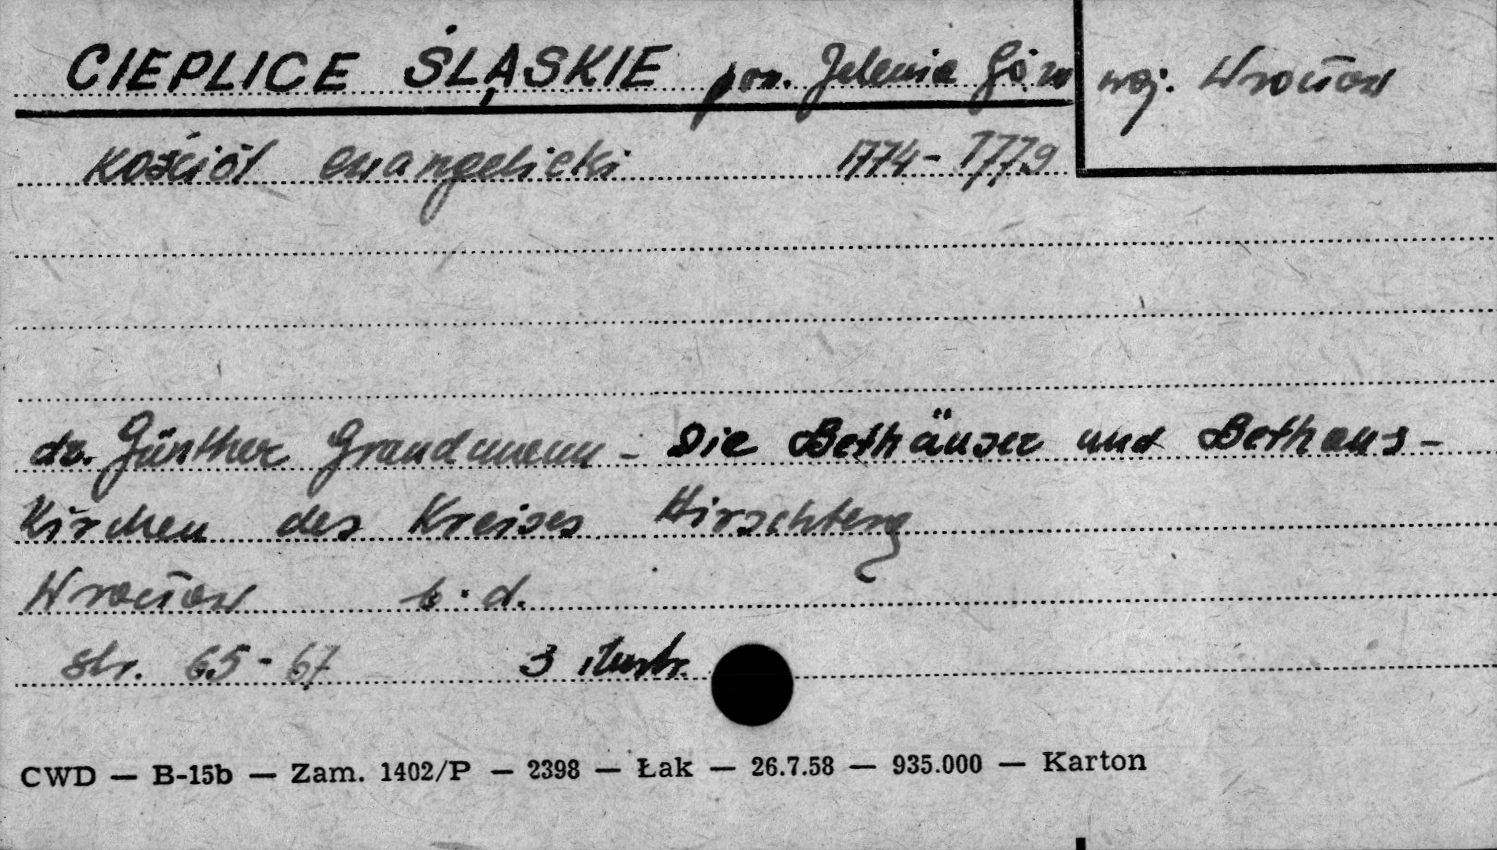 CIEPLICE ŚLĄSKIE pow. Jelenia Góra woj. Wrocław
Kościół ewangelicki 1774-1779
dr. Günther Grundmann - Die Bethäuser und Bethaus-
Kirchen des Kreises Hirschberg
Wrocław b.d.
str. 65-67 3 ilustr.
CWD — B-15b — Zam. 1402/P — 2398 — Łak — 26.7.58 — 935.000 — Karton